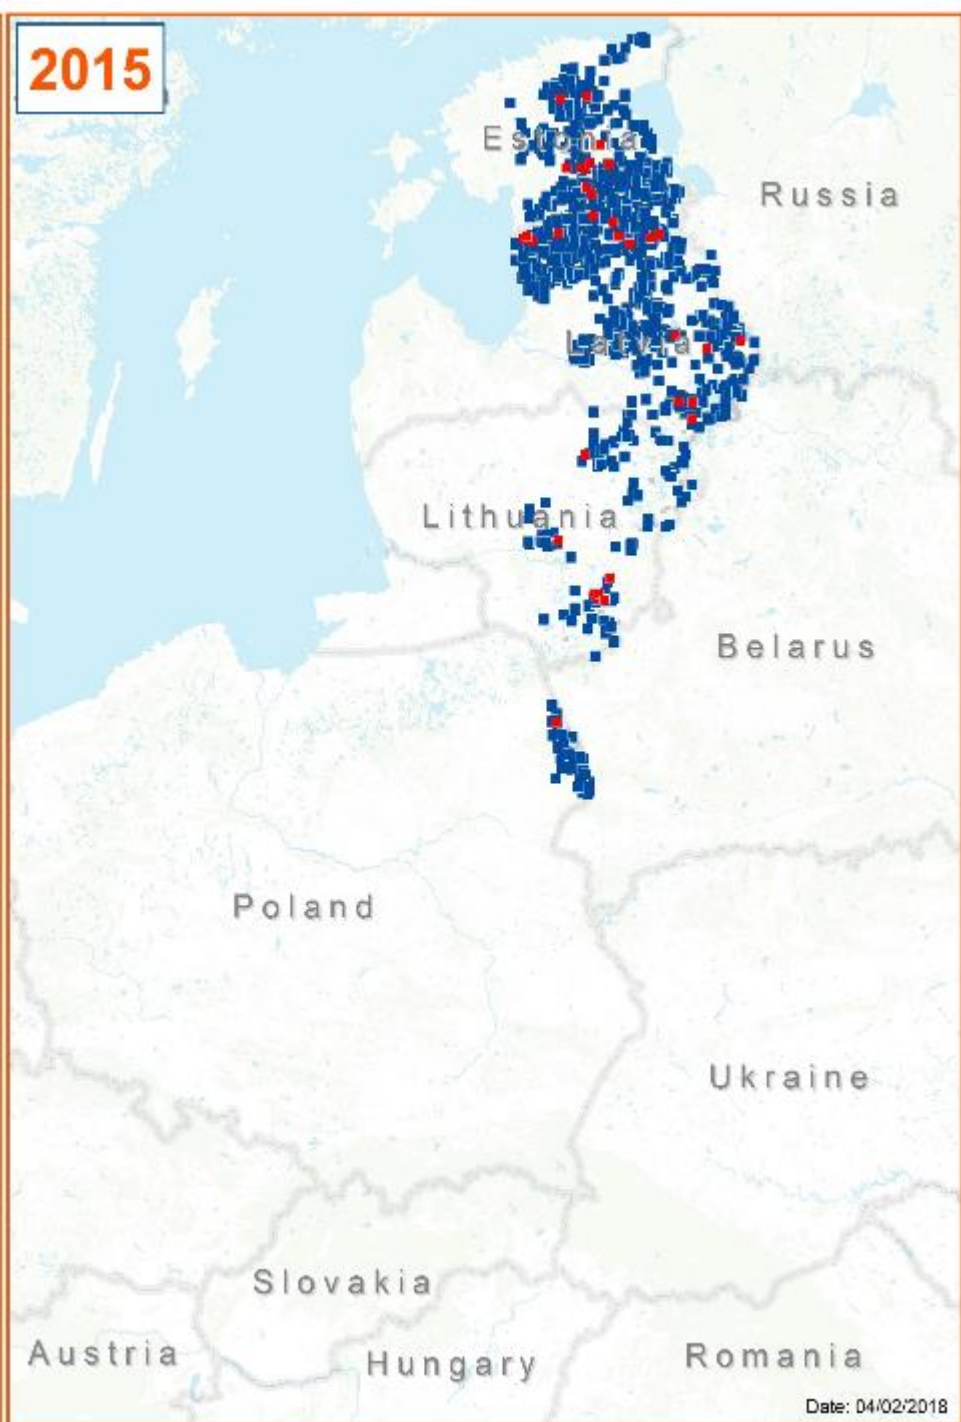 2015
Estonia
Russia
Latvia
Lithuania
Belarus
Poland
Ukraine
Slovakia
Austria
Hungary
Romania
Date: 04/02/2018